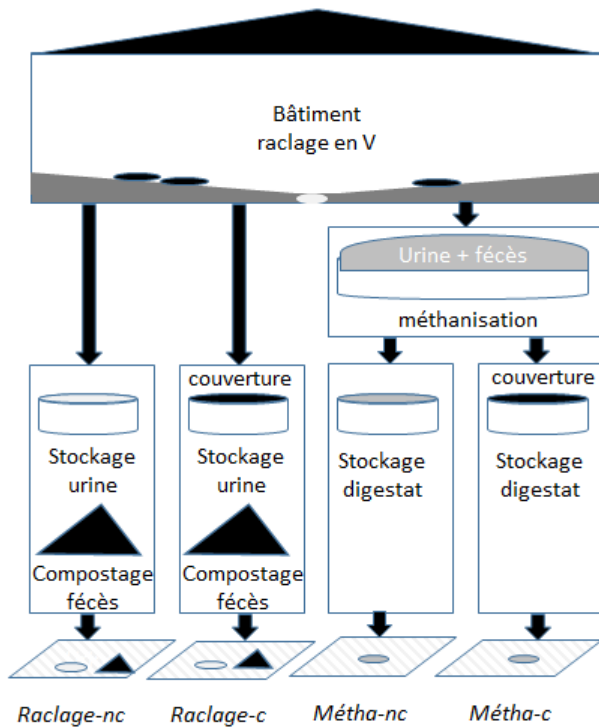 Bâtiment
raclage en V
Urine + fécès
méthanisation
couverture
couverture
Stockage
urine
Stockage
urine
Stockage
digestat
Stockage
digestat
Compostage
fécès
Compostage
fécès
Raclage-nc
Raclage-c
Métha-nc
Métha-c